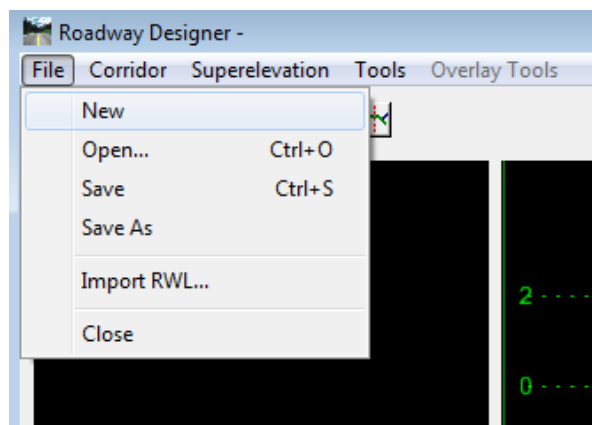 Roadway Designer -
File Corridor Superelevation Tools Overlay Tools
New
Open... Ctrl+O
Save Ctrl+S
Save As
Import RWL...
Close
2 - - - -
0 - - - -